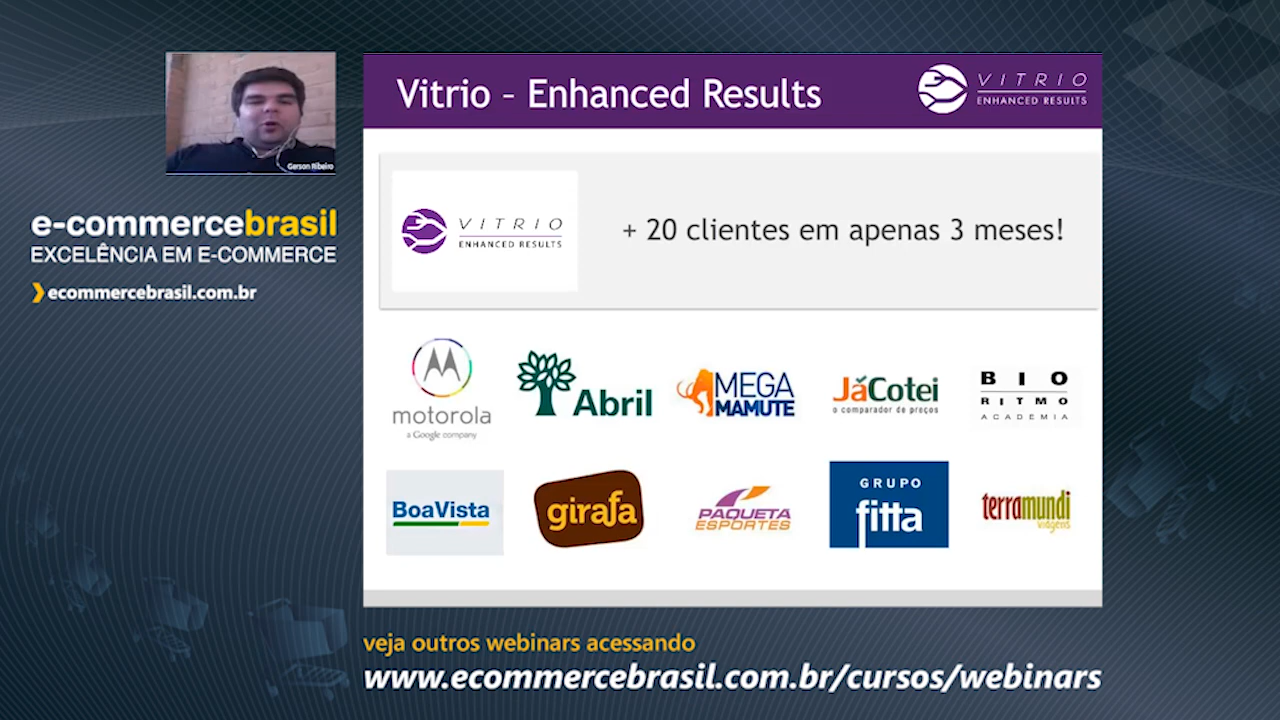 Vitrio – Enhanced Results
VITRIO
ENHANCED RESULTS
Gerson Ribeiro
e-commercebrasil
EXCELÊNCIA EM E-COMMERCE
ecommercebrasil.com.br
VITRIO
ENHANCED RESULTS
+ 20 clientes em apenas 3 meses!
motorola
a Google company
Abril
MEGA
MAMUTE
JáCotei
o comparador de preços
BIO
RITMO
ACADEMIA
BoaVista
girafa
PAQUETA
ESPORTES
GRUPO
fitta
terramundi
viagens
veja outros webinars acessando
www.ecommercebrasil.com.br/cursos/webinars